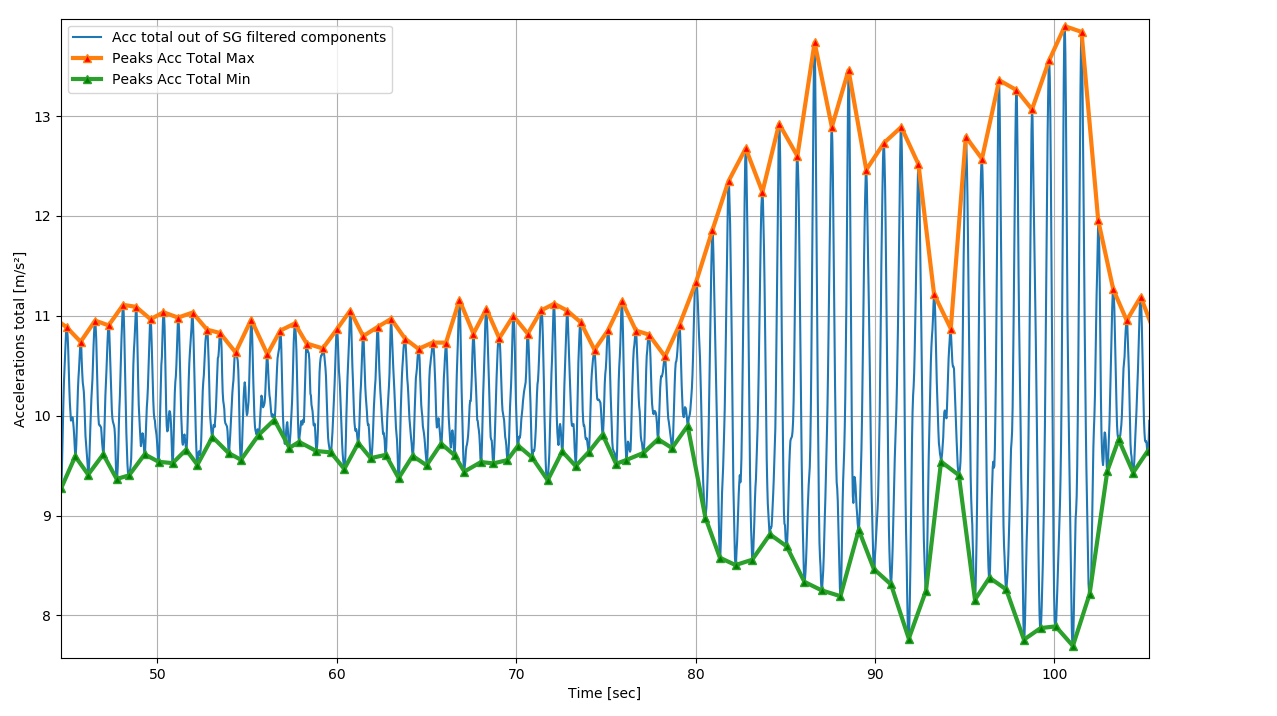 Acc total out of SG filtered components
Peaks Acc Total Max
Peaks Acc Total Min
Accelerations total [m/s²]
13
12
11
10
9
8
50
60
70
80
90
100
Time [sec]